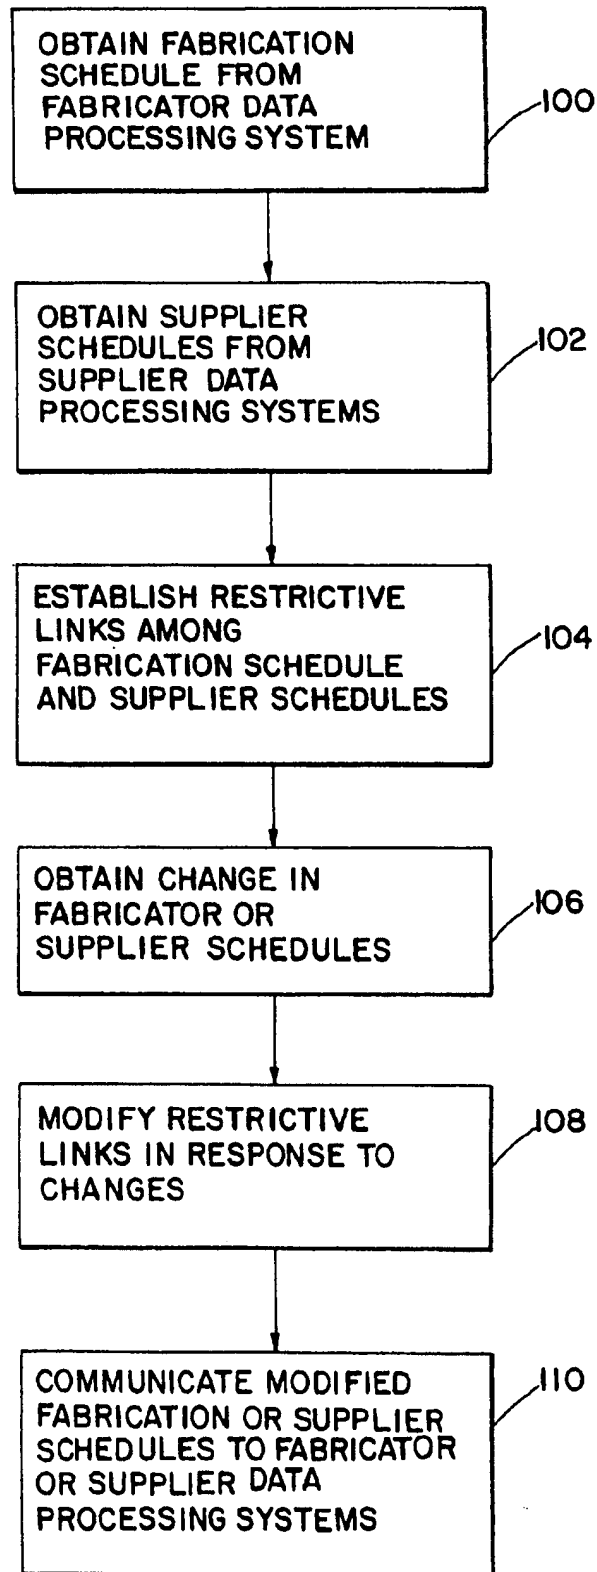 OBTAIN FABRICATION
SCHEDULE FROM
FABRICATOR DATA
PROCESSING SYSTEM
100
OBTAIN SUPPLIER
SCHEDULES FROM
SUPPLIER DATA
PROCESSING SYSTEMS
102
ESTABLISH RESTRICTIVE
LINKS AMONG
FABRICATION SCHEDULE
AND SUPPLIER SCHEDULES
104
OBTAIN CHANGE IN
FABRICATOR OR
SUPPLIER SCHEDULES
106
MODIFY RESTRICTIVE
LINKS IN RESPONSE TO
CHANGES
108
COMMUNICATE MODIFIED
FABRICATION OR SUPPLIER
SCHEDULES TO FABRICATOR
OR SUPPLIER DATA
PROCESSING SYSTEMS
110